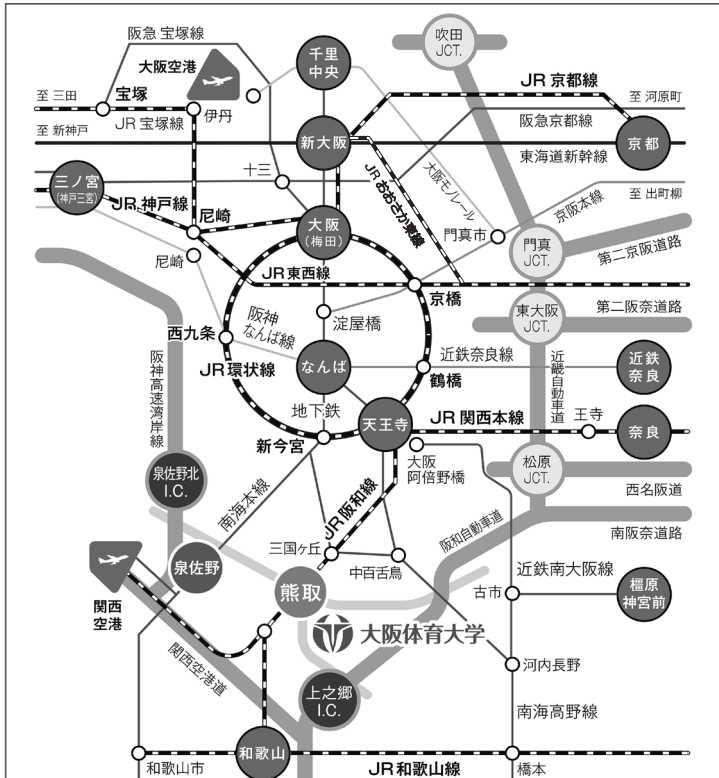 阪急 宝塚線
吹田
JCT.
大阪空港
千里
中央
JR 京都線
至 三田
宝塚
伊丹
至 河原町
JR 宝塚線
阪急京都線
至 新神戸
新大阪
京都
東海道新幹線
十三
大阪モノレール
JRおおさか東線
三ノ宮
(神戸三宮)
至 出町柳
JR 神戸線
尼崎
大阪
(梅田)
京阪本線
門真市
門真
JCT.
第二京阪道路
尼崎
JR 東西線
京橋
第二阪奈道路
東大阪
JCT.
阪神
なんば線
淀屋橋
西九条
近鉄奈良線
近畿自動車道
近鉄
奈良
阪神高速湾岸線
JR 環状線
なんば
鶴橋
地下鉄
天王寺
JR 関西本線
王寺
奈良
新今宮
大阪
阿倍野橋
松原
JCT.
泉佐野北
I.C.
西名阪道
南海本線
JR 阪和線
阪和自動車道
南阪奈道路
三国ヶ丘
中百舌鳥
泉佐野
関西
空港
熊取
近鉄南大阪線
古市
橿原
神宮前
大阪体育大学
関西空港道
河内長野
上之郷
I.C.
南海高野線
和歌山
和歌山市
JR 和歌山線
橋本